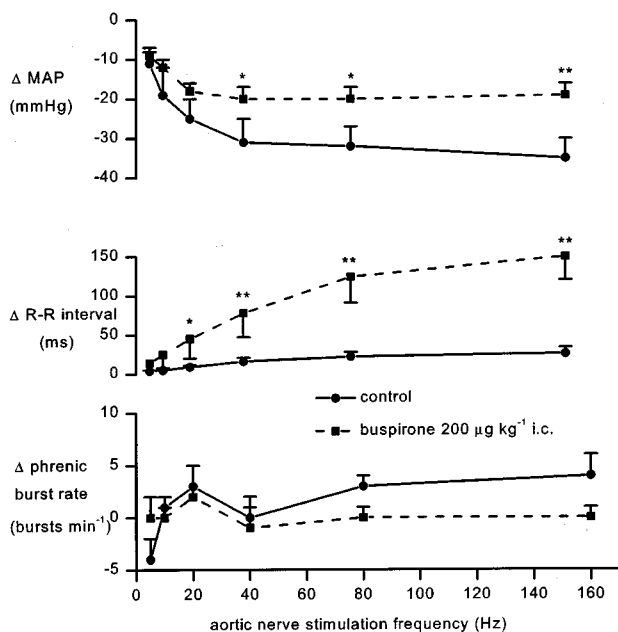 0
-10
Δ MAP
(mmHg)
-20
-30
-40
* * **
150
100
Δ R-R interval
(ms)
50
0
* ** ** **
control
buspirone 200 μg kg⁻¹ i.c.
10
5
Δ phrenic
burst rate
(bursts min⁻¹)
0
-5
0 20 40 60 80 100 120 140 160
aortic nerve stimulation frequency (Hz)